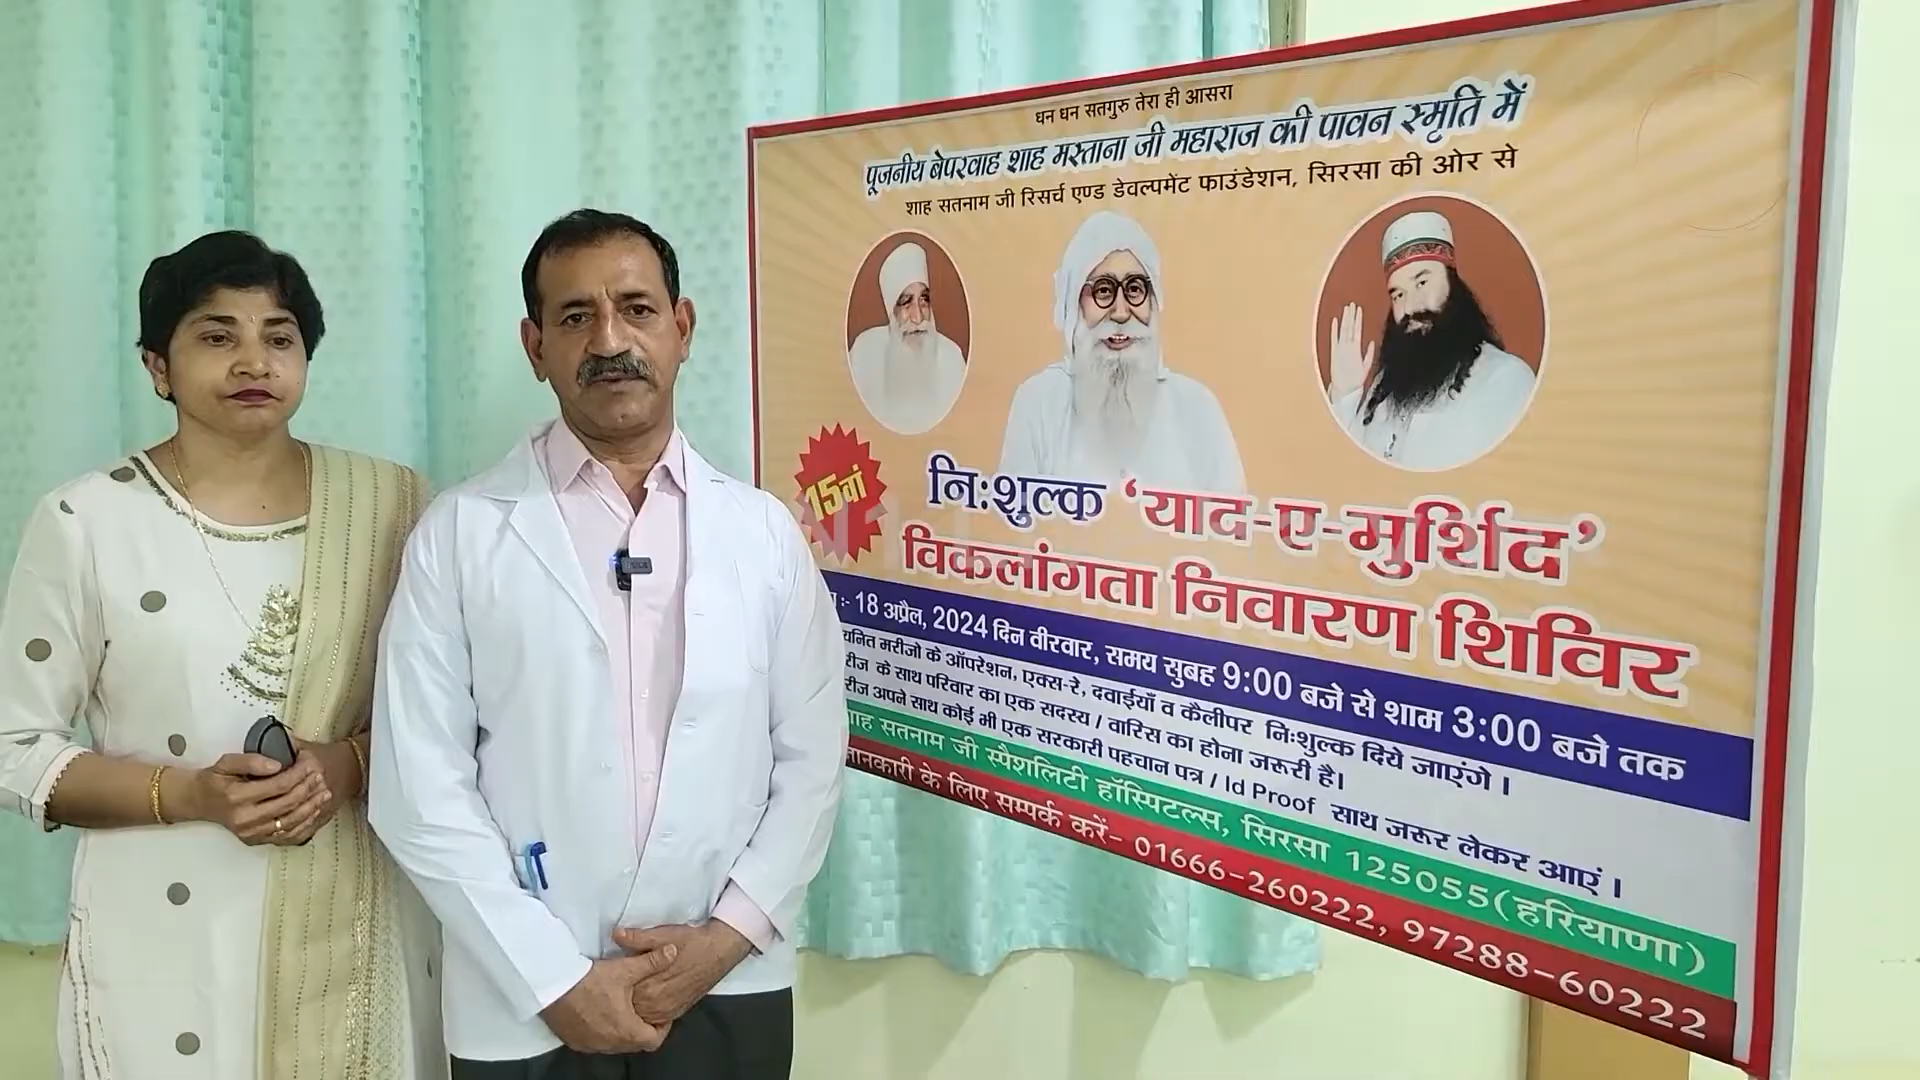 धन धन सतगुरु तेरा ही आसरा
पूजनीय बेपरवाह शाह मस्ताना जी महाराज की पावन स्मृति में
शाह सतनाम जी रिसर्च एण्ड डेवल्पमेंट फाउंडेशन, सिरसा की ओर से
15वां
नि:शुल्क ‘याद-ए-मुर्शिद’
विकलांगता निवारण शिविर
:- 18 अप्रैल, 2024 दिन वीरवार, समय सुबह 9:00 बजे से शाम 3:00 बजे तक
मरीजो के ऑपरेशन, एक्स-रे, दवाईयाँ व कैलीपर निःशुल्क दिये जाएंगे ।
के साथ परिवार का एक सदस्य / वारिस का होना जरूरी है।
अपने साथ कोई भी एक सरकारी पहचान पत्र / Id Proof साथ जरूर लेकर आएं ।
सतनाम जी स्पैशलिटी हॉस्पिटल्स, सिरसा 125055(हरियाणा)
के लिए सम्पर्क करें- 01666-260222, 97288-60222